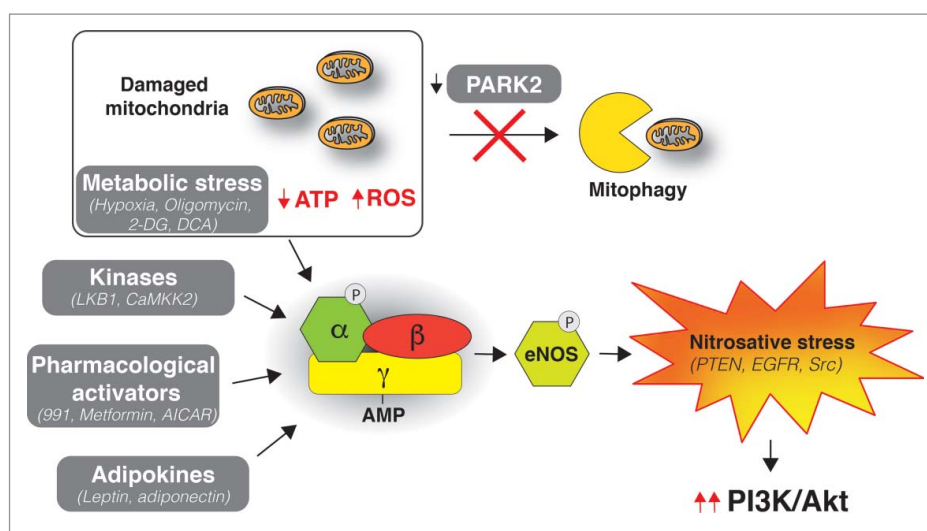 Damaged
mitochondria
PARK2
Mitophagy
Metabolic stress
(Hypoxia, Oligomycin,
2-DG, DCA)
ATP
ROS
Kinases
(LKB1, CaMKK2)
Pharmacological
activators
(991, Metformin, AICAR)
Adipokines
(Leptin, adiponectin)
P
α
β
γ
AMP
P
eNOS
Nitrosative stress
(PTEN, EGFR, Src)
PI3K/Akt